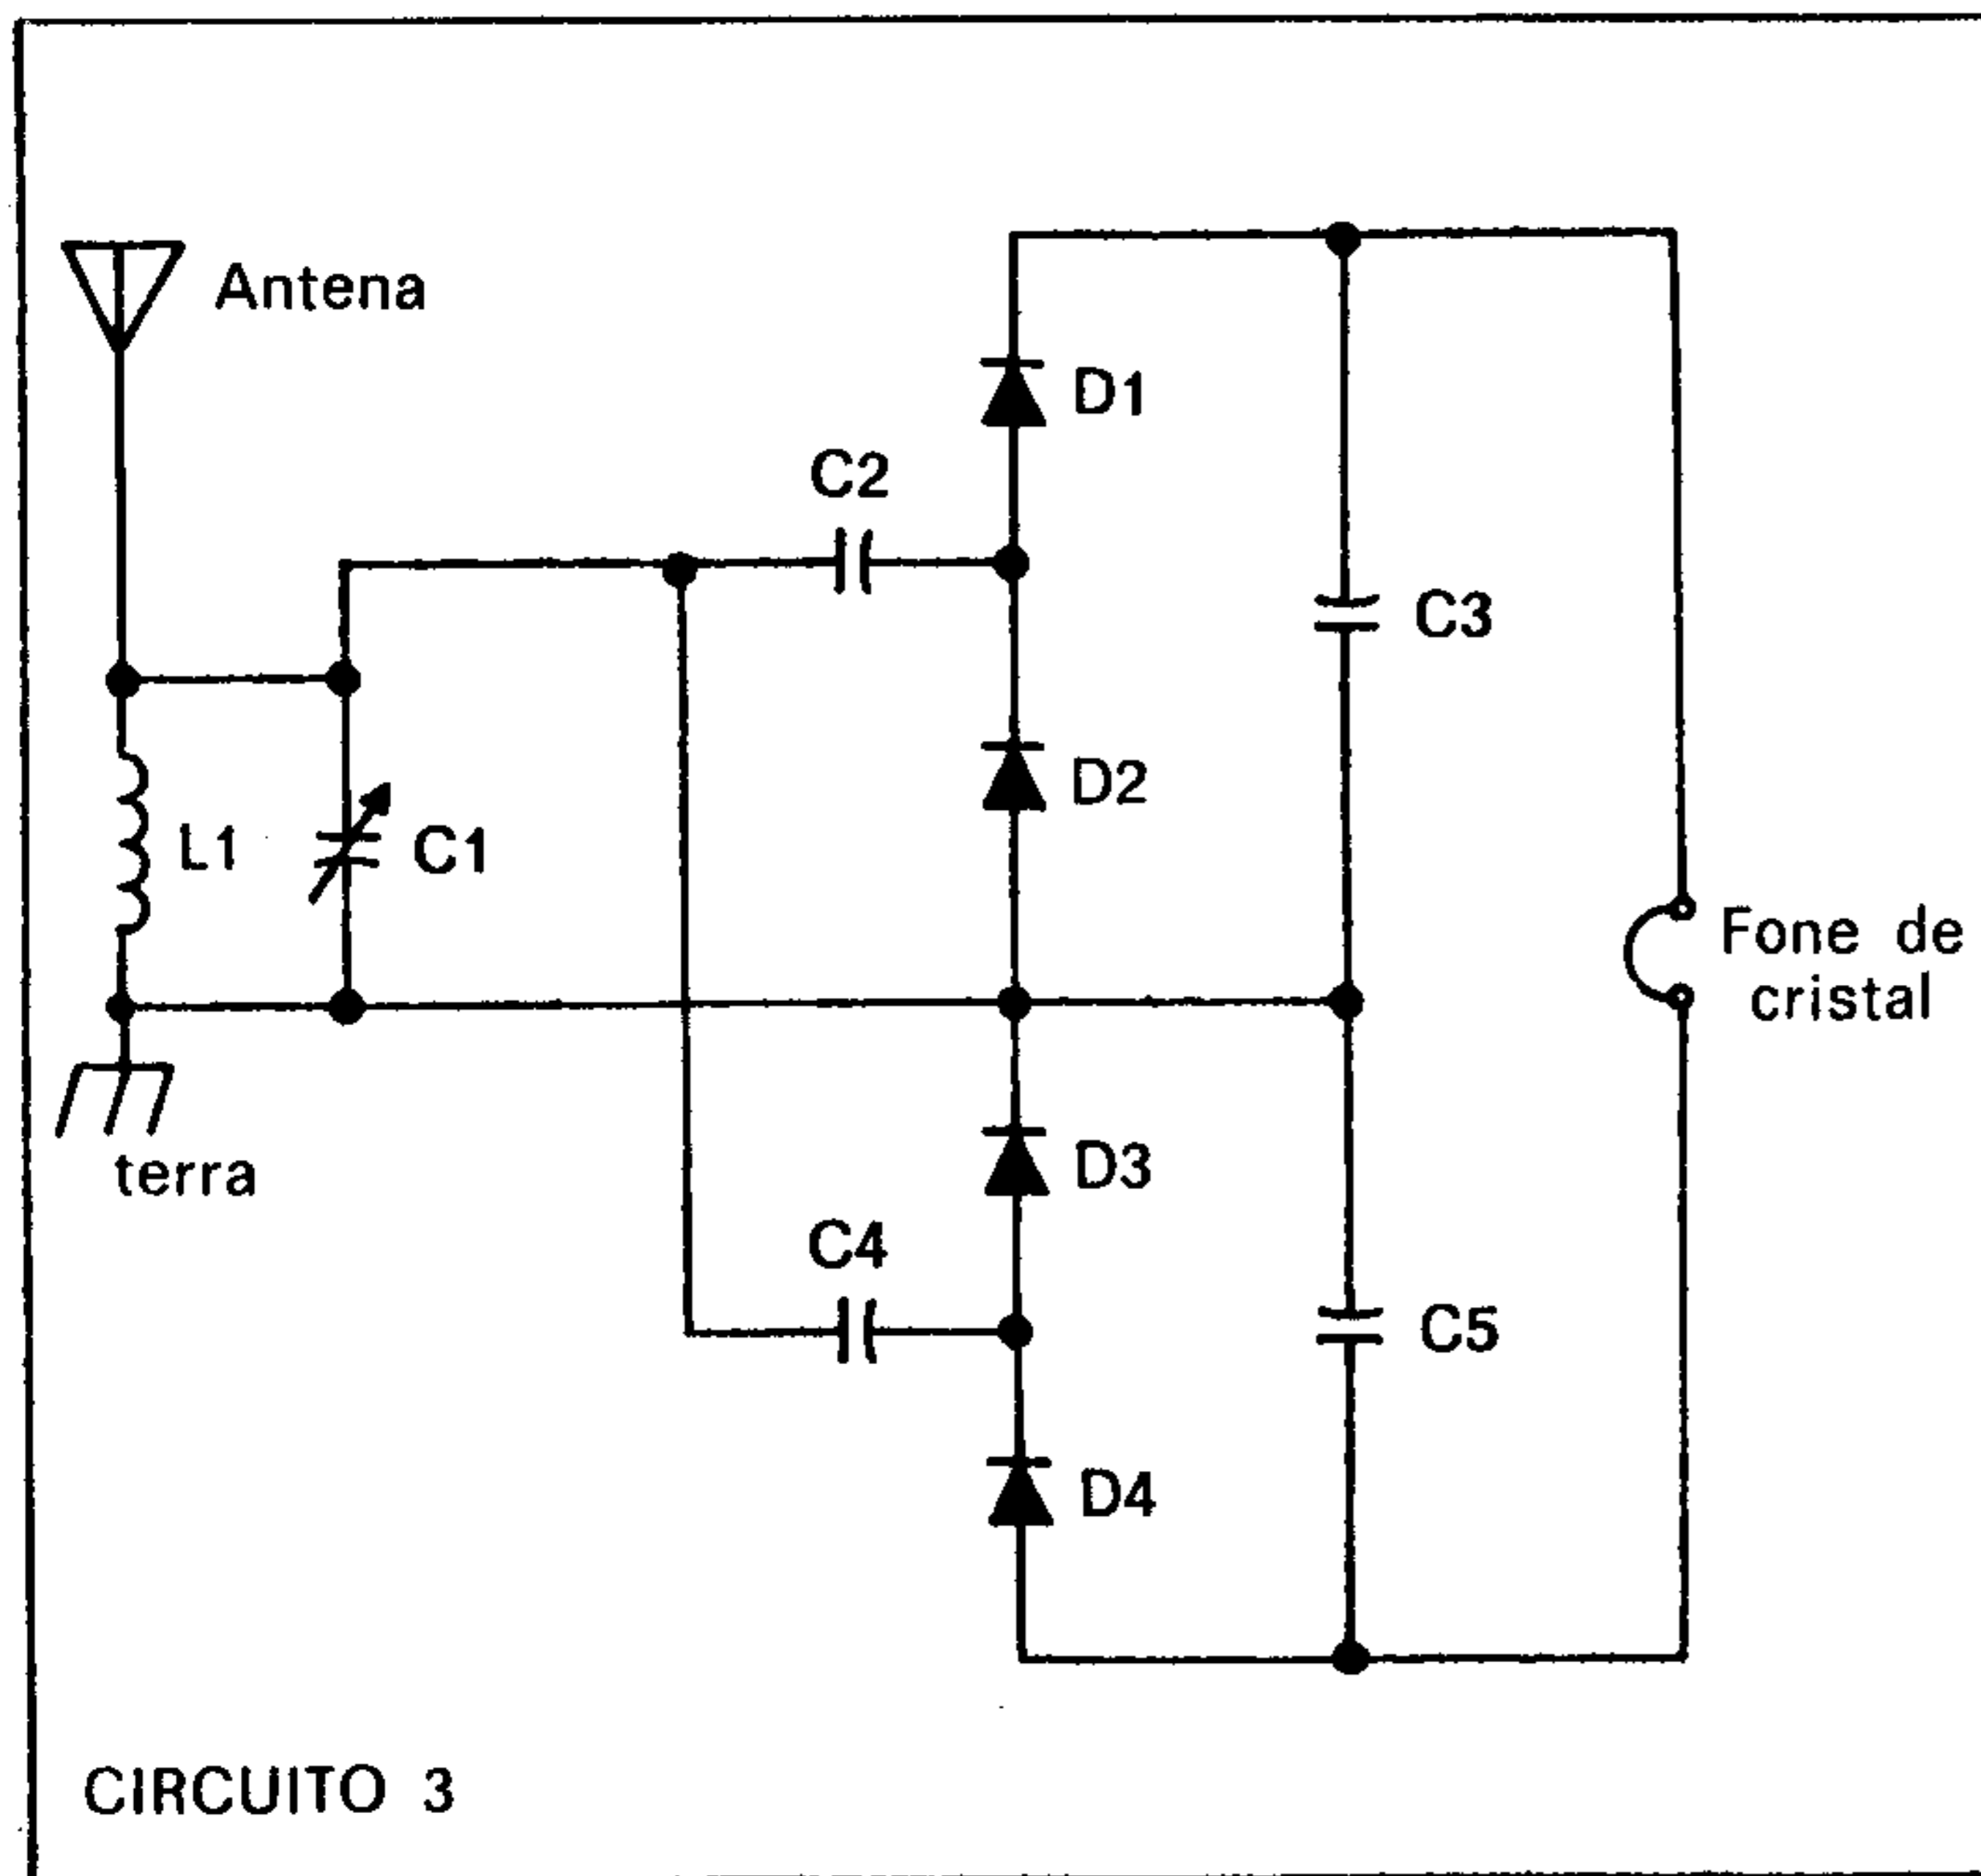 Antena
D1
C2
C3
D2
L1
C1
Fone de
cristal
terra
D3
C4
C5
D4
CIRCUITO 3